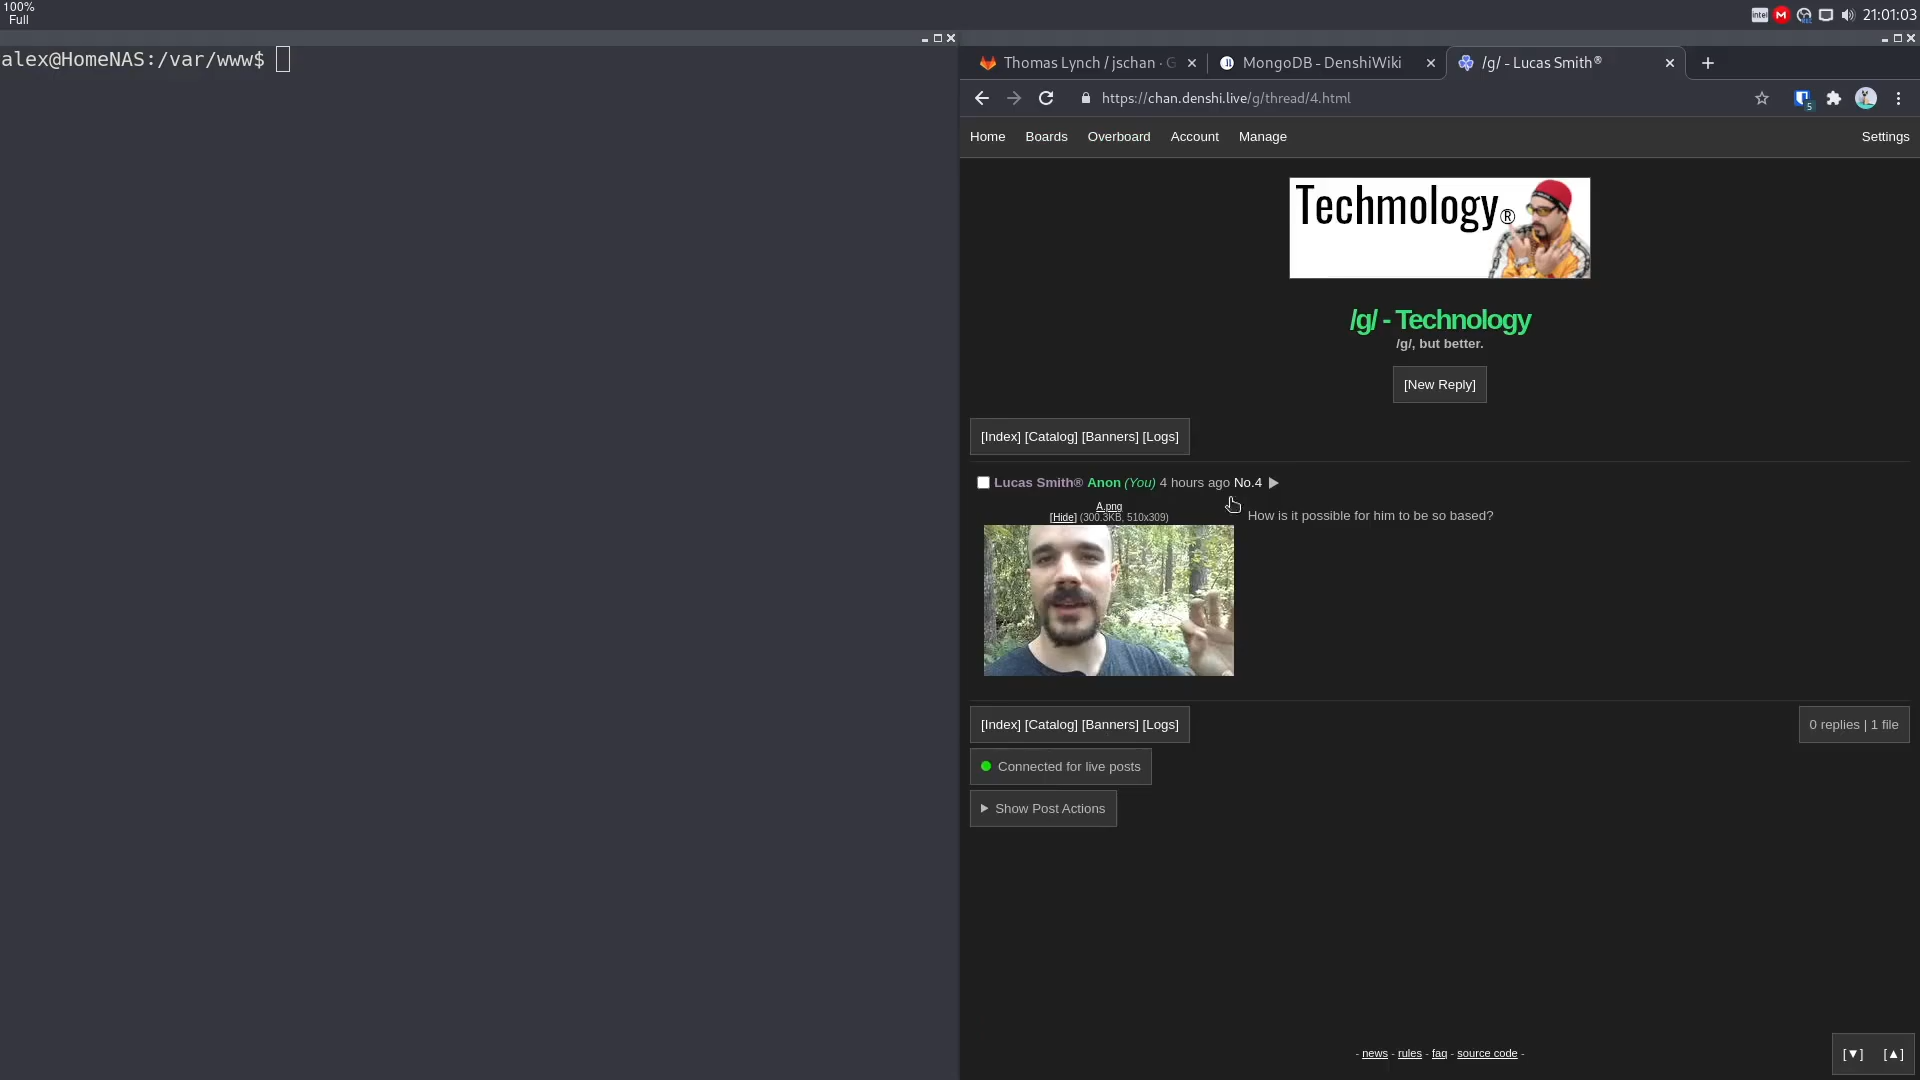 100%
Full
intel M 21:01:03
alex@HomeNAS:/var/www$
Thomas Lynch / jschan · G
MongoDB - DenshiWiki
/g/ - Lucas Smith®
https://chan.denshi.live/g/thread/4.html
5
Home Boards Overboard Account Manage Settings
Techmology®
/g/ - Technology
/g/, but better.
[New Reply]
[Index] [Catalog] [Banners] [Logs]
Lucas Smith® Anon (You) 4 hours ago No.4
A.png
[Hide] (300.3KB, 510x309)
How is it possible for him to be so based?
[Index] [Catalog] [Banners] [Logs]
0 replies | 1 file
Connected for live posts
Show Post Actions
- news - rules - faq - source code -
[▼] [▲]